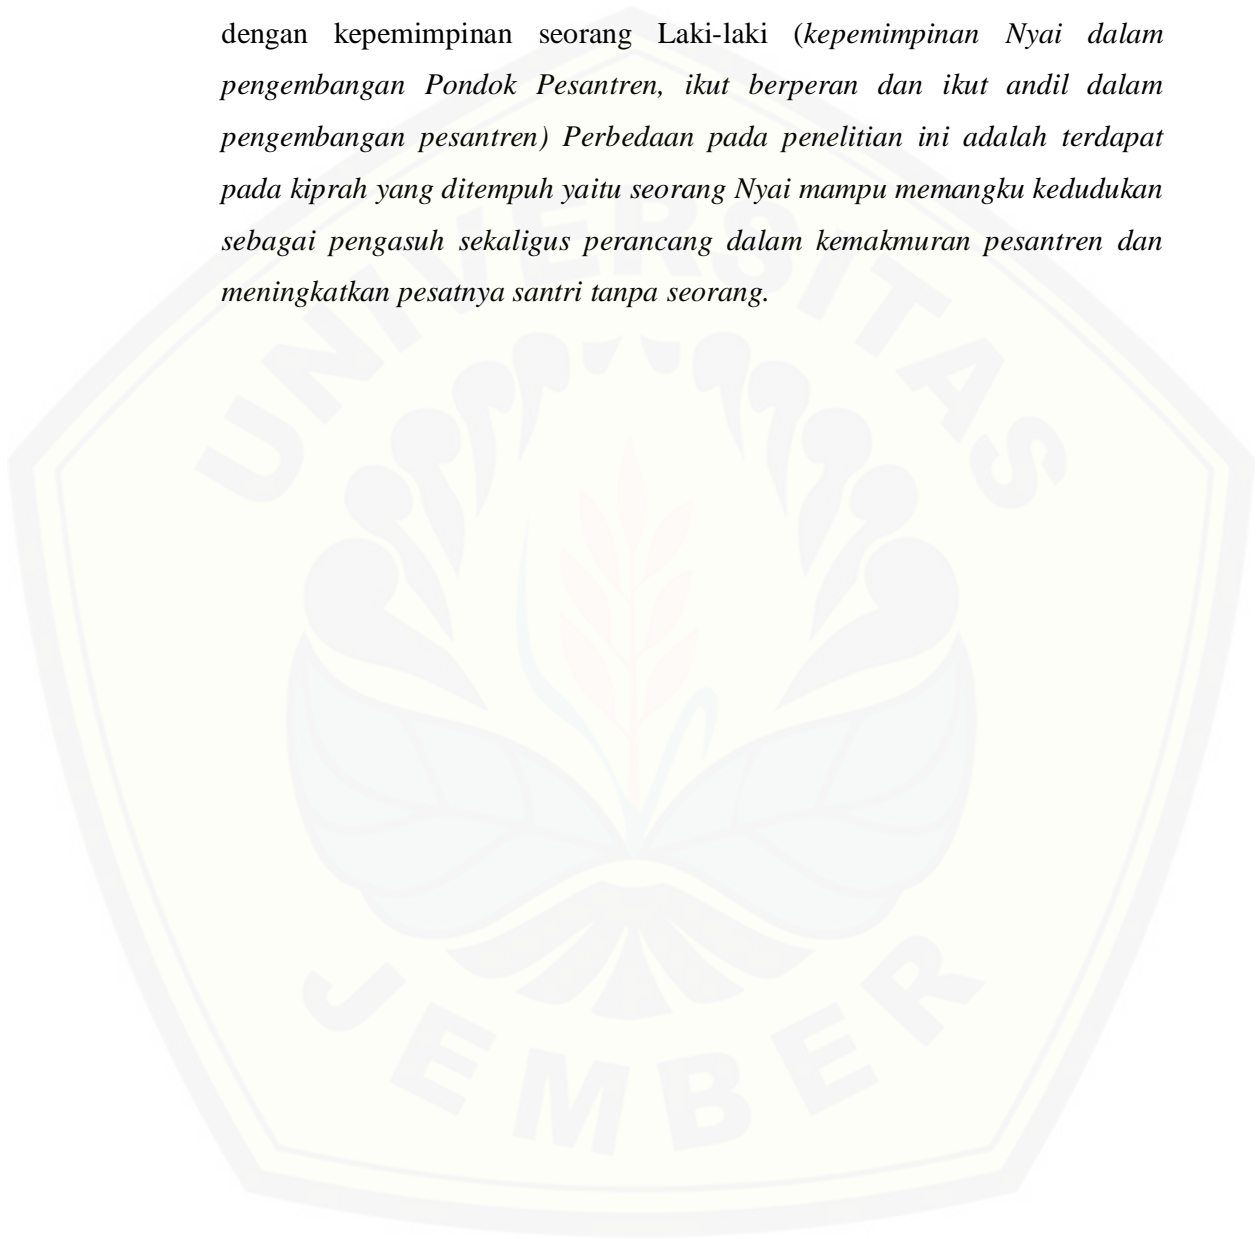 dengan kepemimpinan seorang Laki-laki (kepemimpinan Nyai dalam
pengembangan Pondok Pesantren, ikut berperan dan ikut andil dalam
pengembangan pesantren) Perbedaan pada penelitian ini adalah terdapat
pada kiprah yang ditempuh yaitu seorang Nyai mampu memangku kedudukan
sebagai pengasuh sekaligus perancang dalam kemakmuran pesantren dan
meningkatkan pesatnya santri tanpa seorang.
UNIVERSITAS
JEMBER